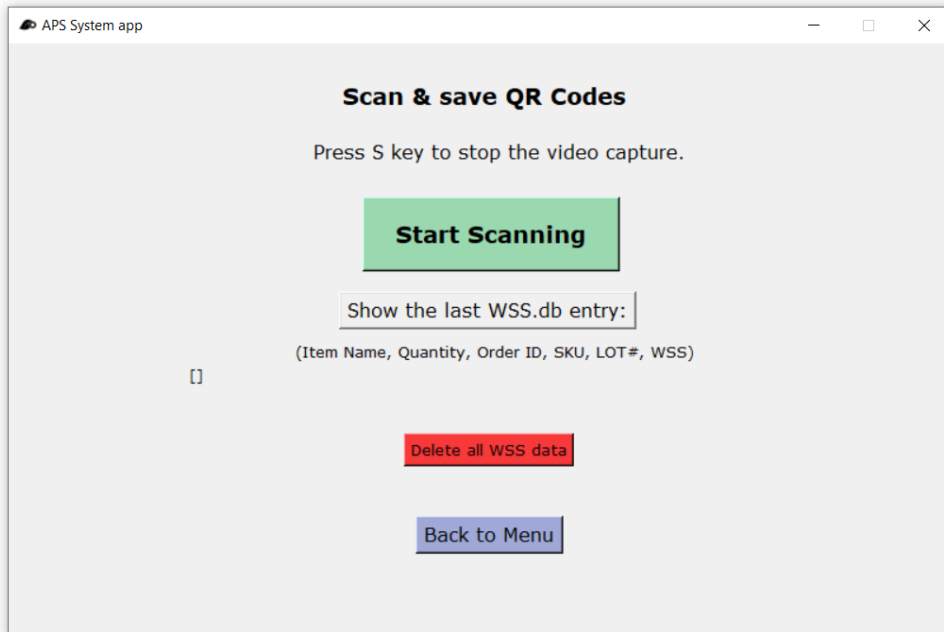 APS System app
Scan & save QR Codes
Press S key to stop the video capture.
Start Scanning
Show the last WSS.db entry:
(Item Name, Quantity, Order ID, SKU, LOT#, WSS)
[]
Delete all WSS data
Back to Menu